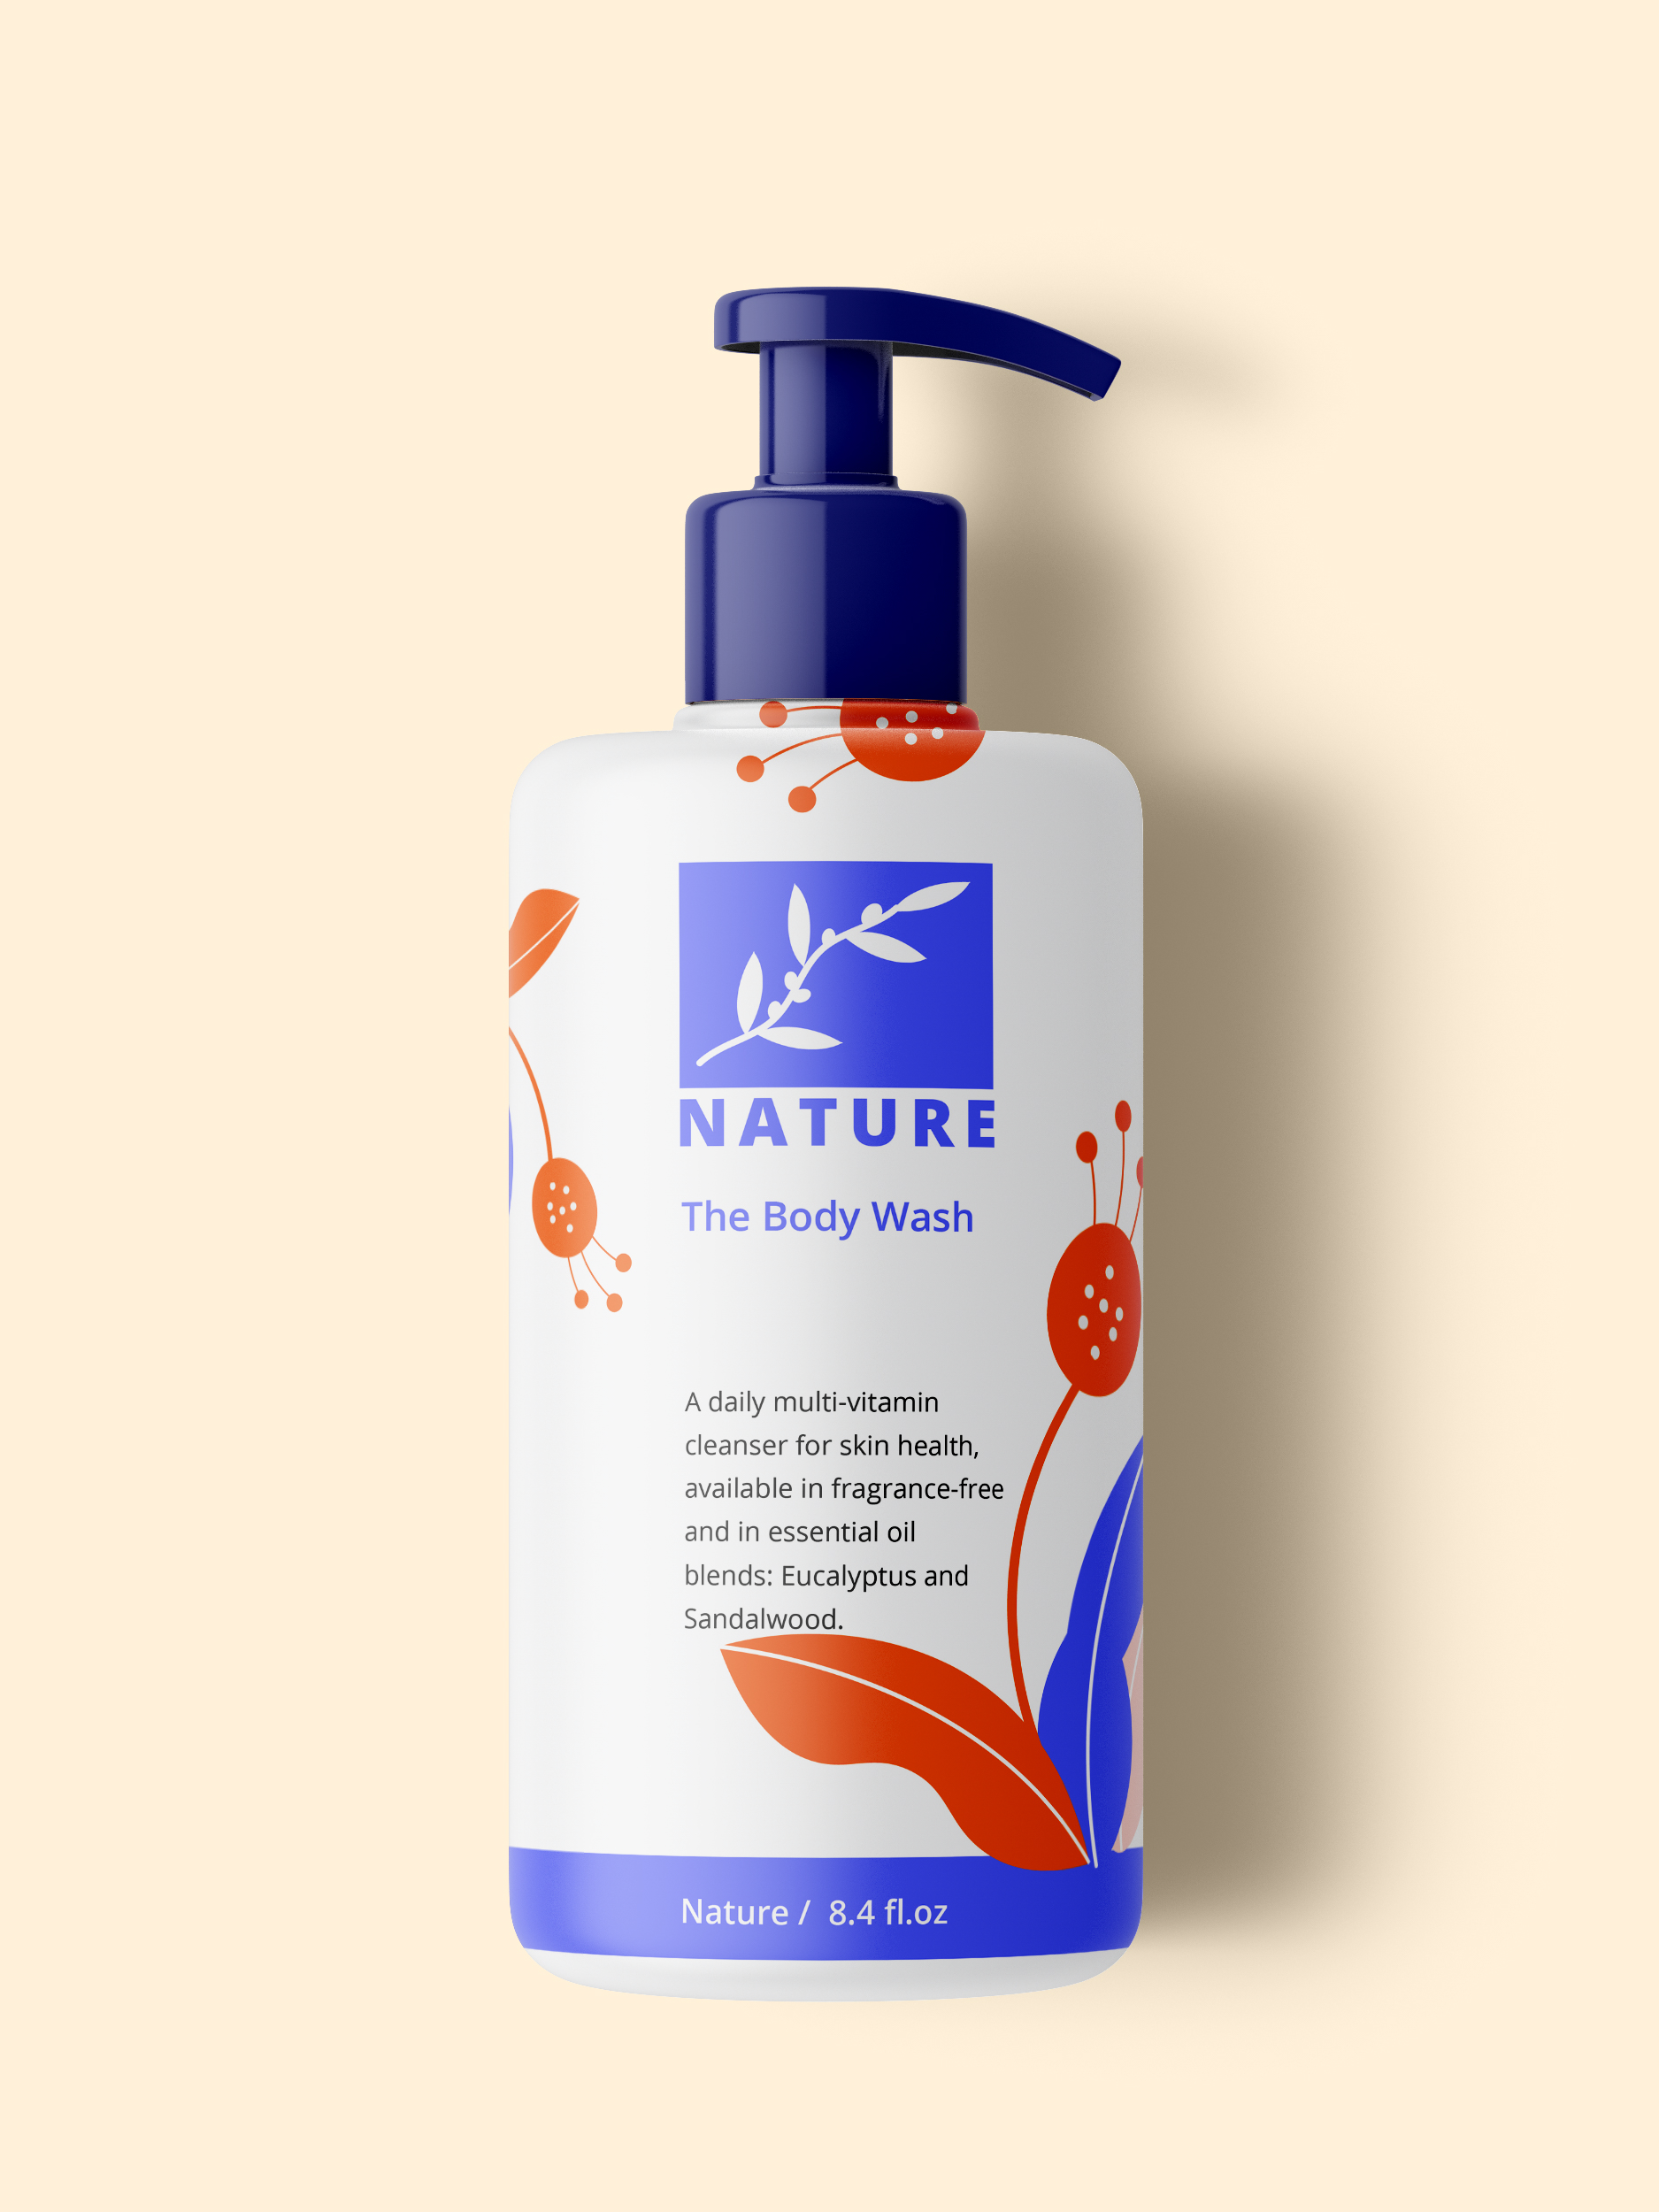 NATURE
The Body Wash
A daily multi-vitamin
cleanser for skin health,
available in fragrance-free
and in essential oil
blends: Eucalyptus and
Sandalwood.
Nature / 8.4 fl.oz